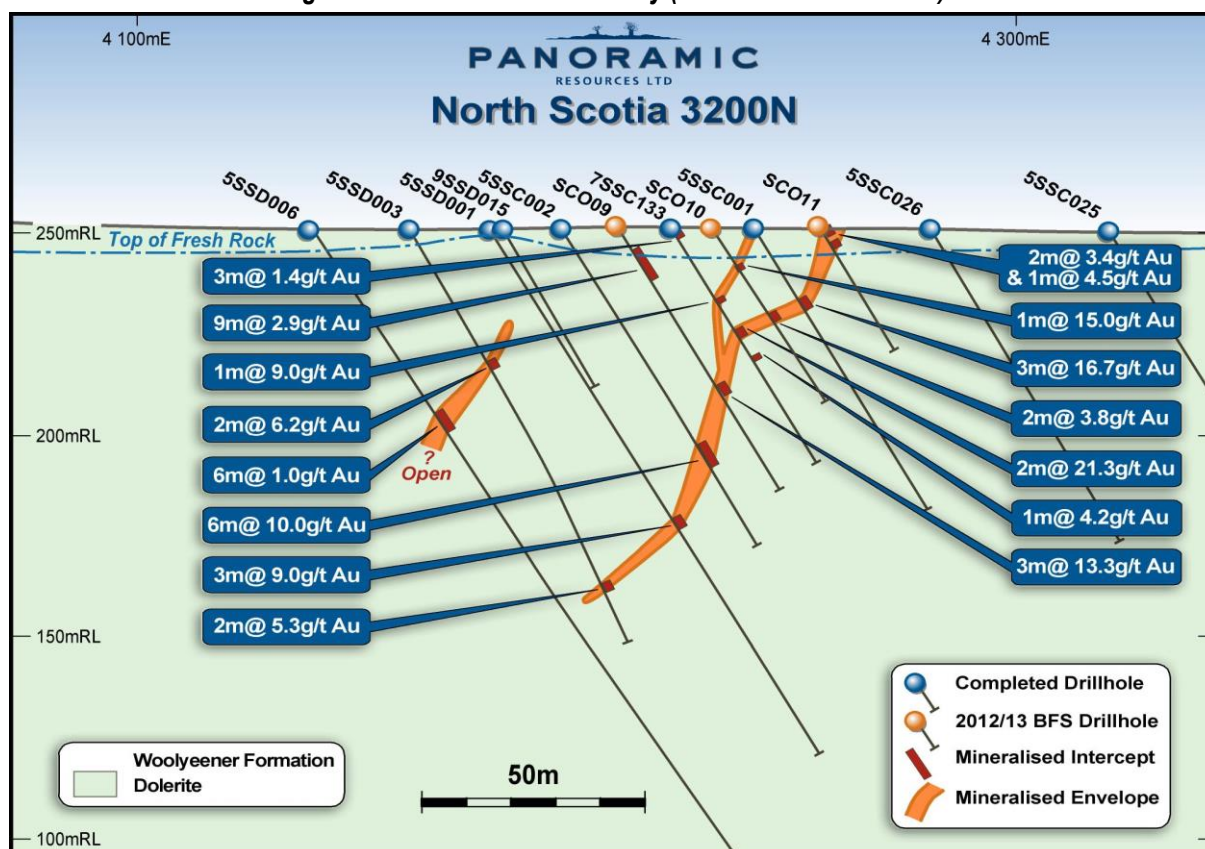 4 100mE
4 300mE
PANORAMIC
RESOURCES LTD
North Scotia 3200N
5SSD006
5SSD003
5SSD001
9SSD015
5SSC002
SCO09
7SSC133
SCO10
5SSC001
SCO11
5SSC026
5SSC025
250mRL
Top of Fresh Rock
3m@ 1.4g/t Au
9m@ 2.9g/t Au
1m@ 9.0g/t Au
2m@ 6.2g/t Au
6m@ 1.0g/t Au
6m@ 10.0g/t Au
3m@ 9.0g/t Au
2m@ 5.3g/t Au
2m@ 3.4g/t Au
& 1m@ 4.5g/t Au
1m@ 15.0g/t Au
3m@ 16.7g/t Au
2m@ 3.8g/t Au
2m@ 21.3g/t Au
1m@ 4.2g/t Au
3m@ 13.3g/t Au
200mRL
?
Open
150mRL
100mRL
Woolyeener Formation
Dolerite
50m
Completed Drillhole
2012/13 BFS Drillhole
Mineralised Intercept
Mineralised Envelope